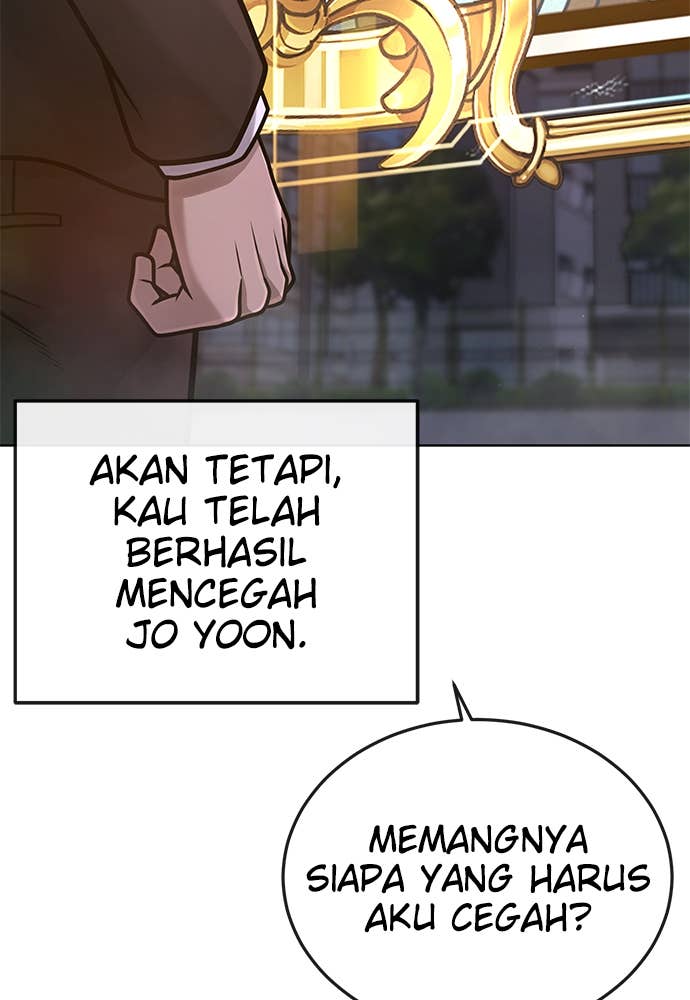 AKAN TETAPI,
KAU TELAH
BERHASIL
MENCEGAH
JO YOON.
MEMANGNYA
SIAPA YANG HARUS
AKU CEGAH?